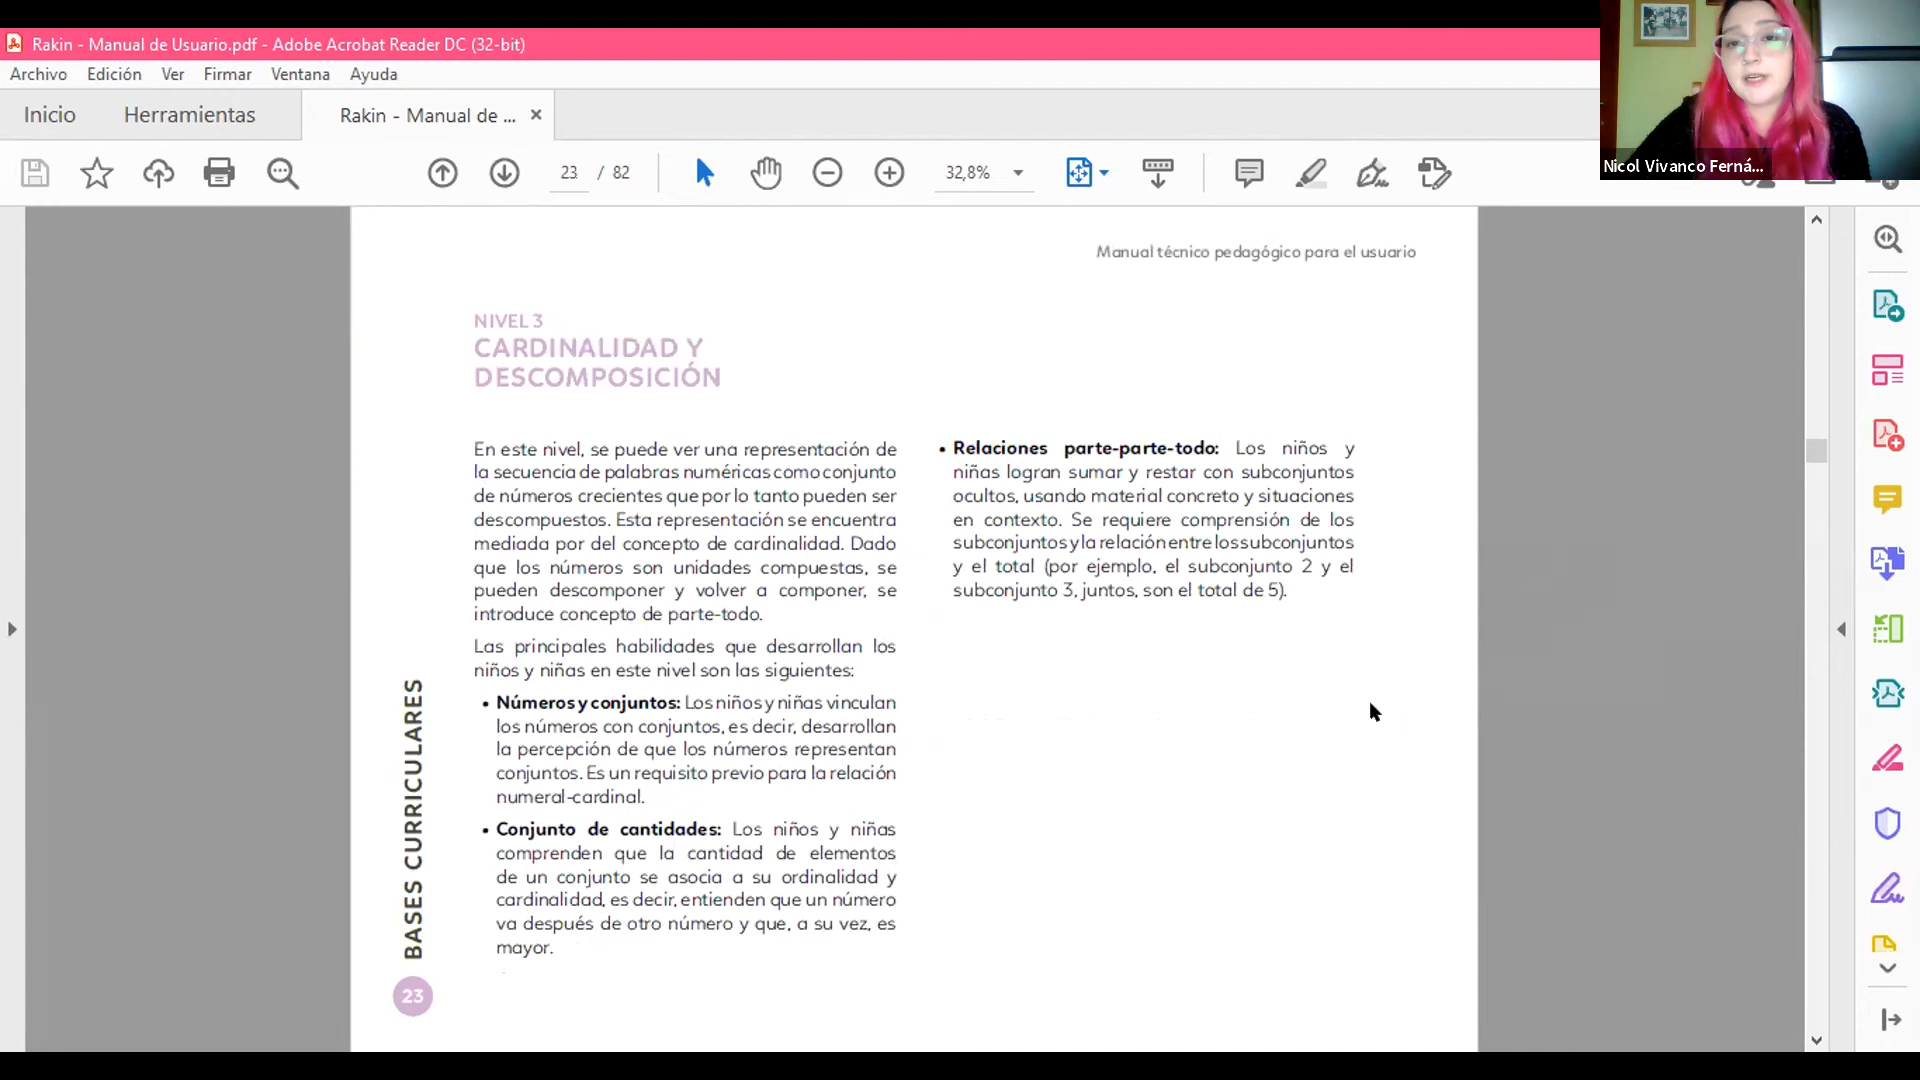 Rakin - Manual de Usuario.pdf - Adobe Acrobat Reader DC (32-bit)
Archivo Edición Ver Firmar Ventana Ayuda
Inicio Herramientas Rakin - Manual de ... ×
23 / 82 32,8%
Nicol Vivanco Ferná...
Manual técnico pedagógico para el usuario
NIVEL 3
CARDINALIDAD Y
DESCOMPOSICIÓN
En este nivel, se puede ver una representación de
la secuencia de palabras numéricas como conjunto
de números crecientes que por lo tanto pueden ser
descompuestos. Esta representación se encuentra
mediada por del concepto de cardinalidad. Dado
que los números son unidades compuestas, se
pueden descomponer y volver a componer, se
introduce concepto de parte-todo.
Las principales habilidades que desarrollan los
niños y niñas en este nivel son las siguientes:
• Números y conjuntos: Los niños y niñas vinculan
los números con conjuntos, es decir, desarrollan
la percepción de que los números representan
conjuntos. Es un requisito previo para la relación
numeral-cardinal.
• Conjunto de cantidades: Los niños y niñas
comprenden que la cantidad de elementos
de un conjunto se asocia a su ordinalidad y
cardinalidad, es decir, entienden que un número
va después de otro número y que, a su vez, es
mayor.
• Relaciones parte-parte-todo: Los niños y
niñas logran sumar y restar con subconjuntos
ocultos, usando material concreto y situaciones
en contexto. Se requiere comprensión de los
subconjuntos y la relación entre los subconjuntos
y el total (por ejemplo, el subconjunto 2 y el
subconjunto 3, juntos, son el total de 5).
BASES CURRICULARES
23